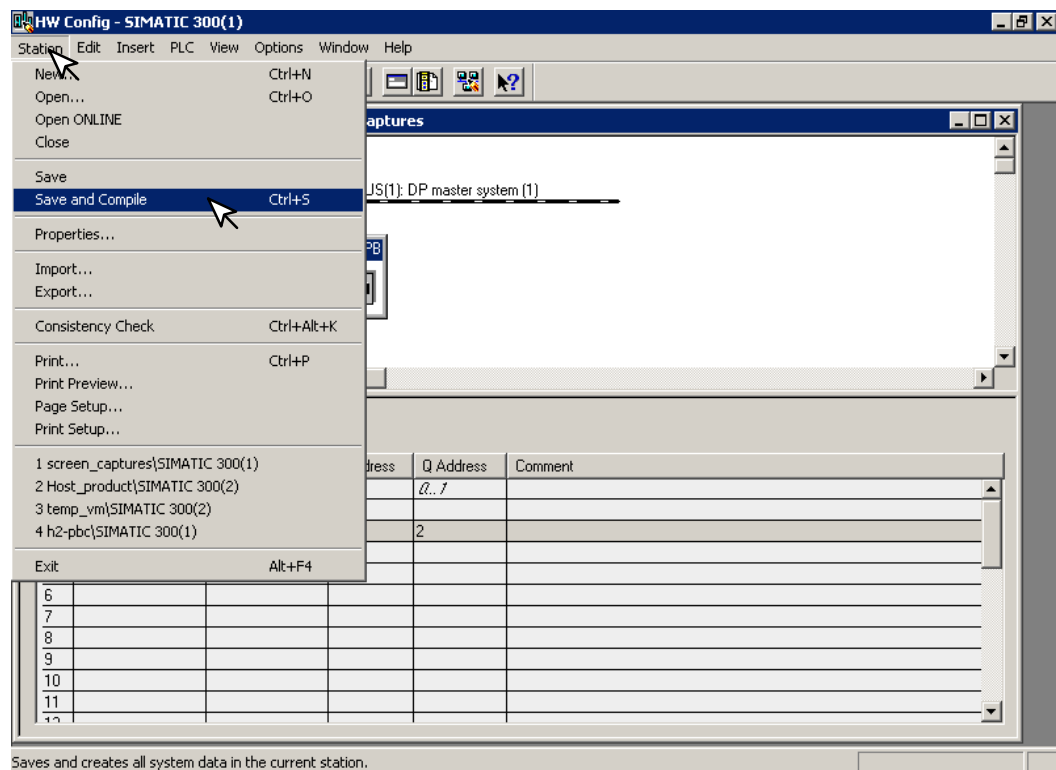 HW Config - SIMATIC 300(1)
Station Edit Insert PLC View Options Window Help
New... Ctrl+N
Open... Ctrl+O
Open ONLINE
Close
aptures
Save
Save and Compile Ctrl+S
JS(1): DP master system (1)
Properties...
PB
Import...
Export...
Consistency Check Ctrl+Alt+K
Print... Ctrl+P
Print Preview...
Page Setup...
Print Setup...
1 screen_captures\SIMATIC 300(1)
dress Q Address Comment
2 Host_product\SIMATIC 300(2)
0..1
3 temp_vm\SIMATIC 300(2)
4 h2-pbc\SIMATIC 300(1)
2
Exit Alt+F4
6
7
8
9
10
11
12
Saves and creates all system data in the current station.